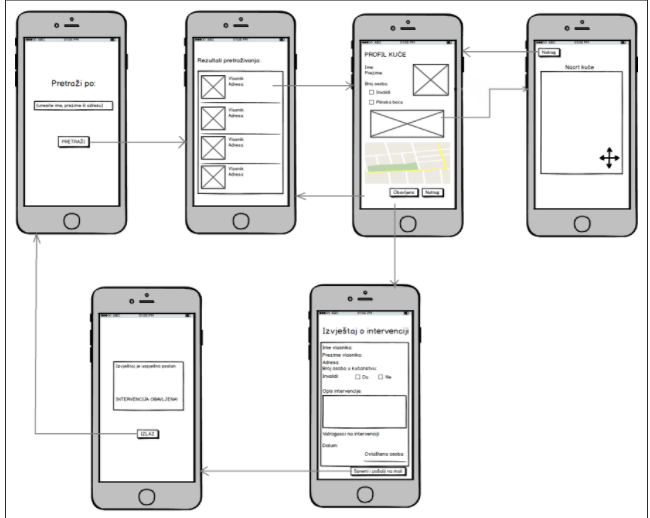 Pretraži po:
(unesite ime, prezime ili adresu)
PRETRAŽI
Rezultati pretraživanja:
Vlasnik
Adresa
Vlasnik
Adresa
Vlasnik
Adresa
Vlasnik
Adresa
PROFIL KUĆE
Ime
Prezime
Broj osoba:
Invalidi
Plinska boca
Obavljeno
Natrag
Natrag
Nacrt kuće
Izvještaj je uspješno poslan
INTERVENCIJA OBAVLJENA!
IZLAZ
Izvještaj o intervenciji
Ime vlasnika:
Prezime vlasnika:
Adresa:
Broj osoba u kućanstvu:
Invalidi
Da
Ne
Opis intervencije:
Vatrogasci na intervenciji
Datum:
Ovlaštena osoba:
Spremi i pošalji na mail